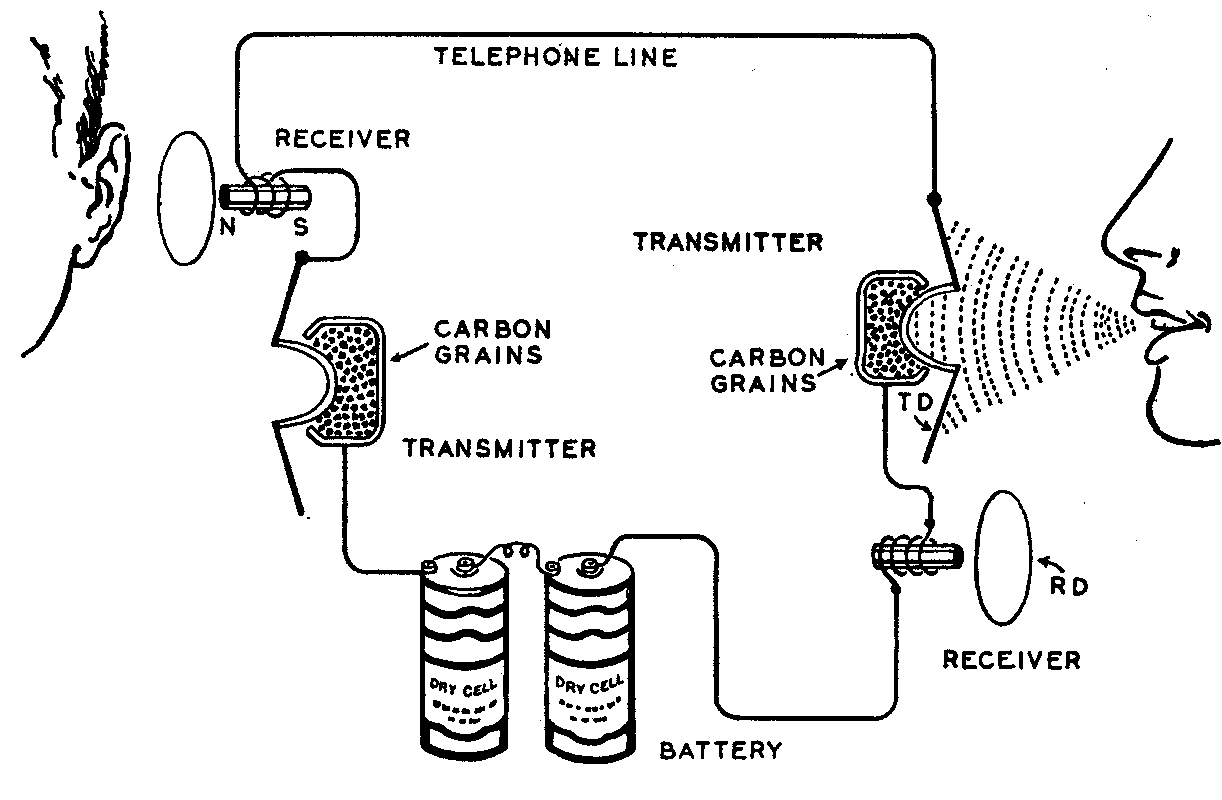 TELEPHONE LINE
RECEIVER
N S
TRANSMITTER
CARBON
GRAINS
CARBON
GRAINS
TD
TRANSMITTER
RD
RECEIVER
DRY CELL
DRY CELL
BATTERY